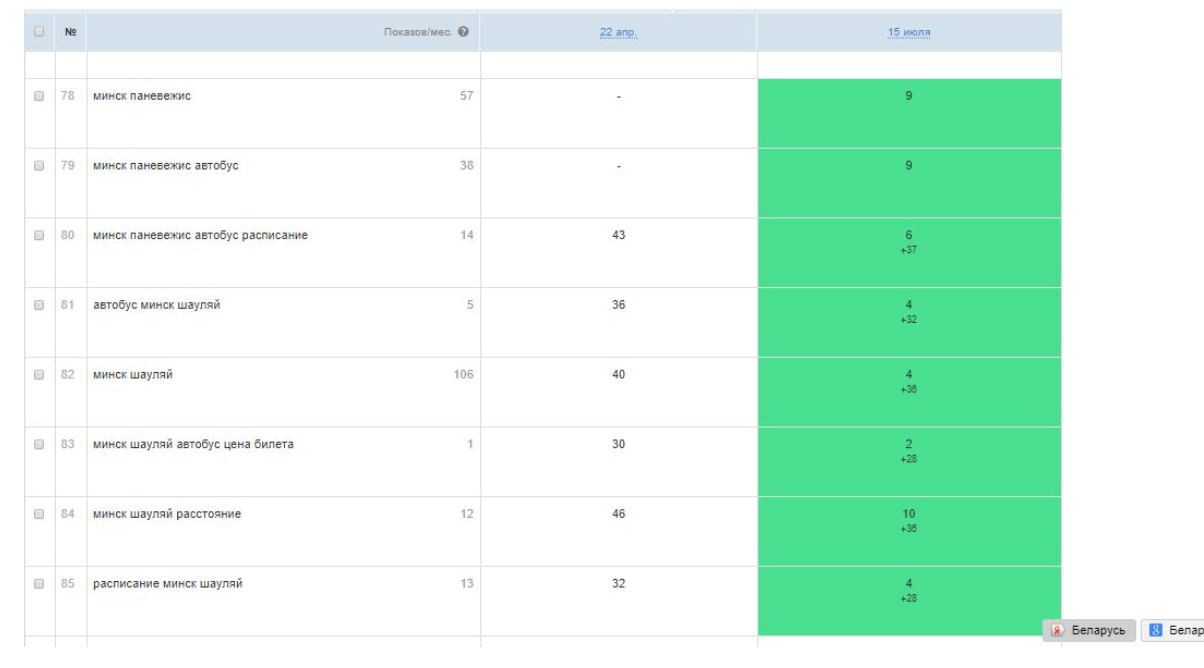 № Показов/мес. 22 апр. 15 июля
78 минск паневежис 57 - 9
79 минск паневежис автобус 38 - 9
80 минск паневежис автобус расписание 14 43 6
+37
81 автобус минск шауляй 5 36 4
+32
82 минск шауляй 106 40 4
+36
83 минск шауляй автобус цена билета 1 30 2
+28
84 минск шауляй расстояние 12 46 10
+36
85 расписание минск шауляй 13 32 4
+28
Я Беларусь 8 Белар